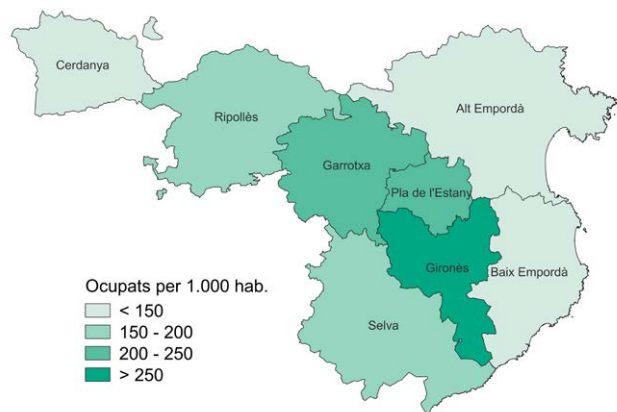 Cerdanya
Ripollès
Alt Empordà
Garrotxa
Pla de l'Estany
Gironès
Baix Empordà
Selva
Ocupats per 1.000 hab.
< 150
150 - 200
200 - 250
> 250